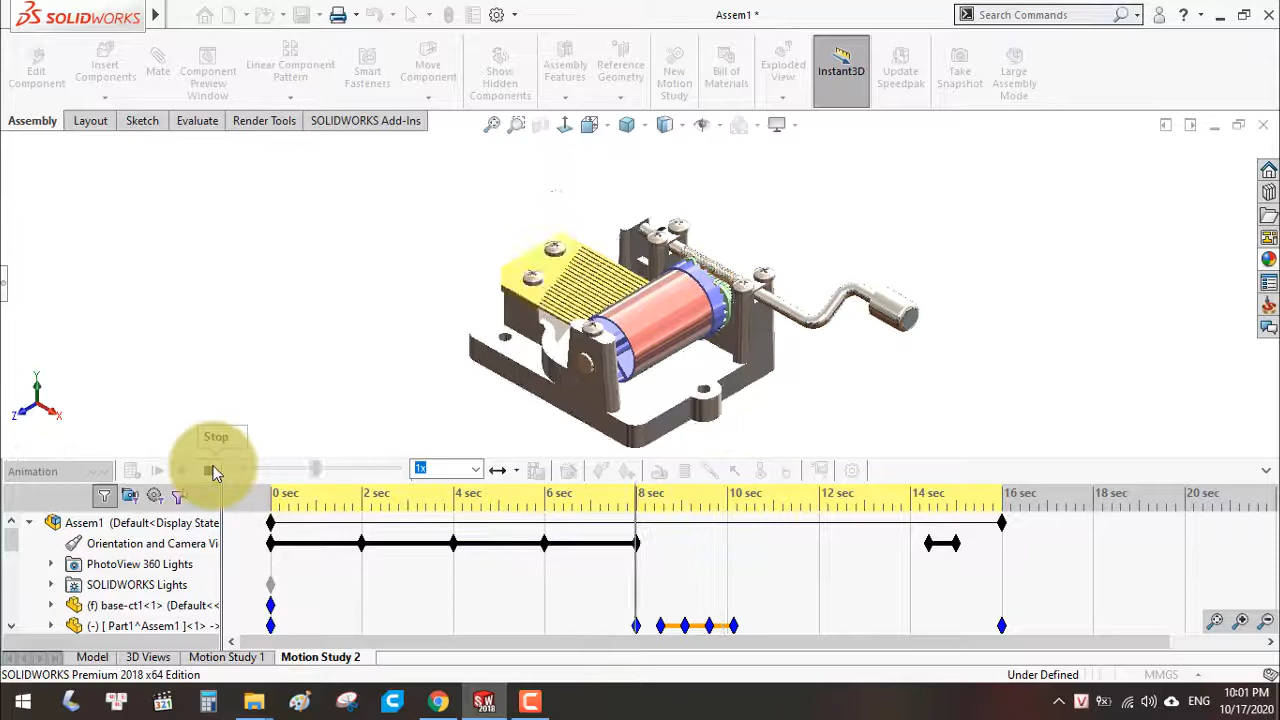 SOLIDWORKS
Assem1 *
Search Commands
?
Edit Component
Insert Components
Mate
Component Preview Window
Linear Component Pattern
Smart Fasteners
Move Component
Show Hidden Components
Assembly Features
Reference Geometry
New Motion Study
Bill of Materials
Exploded View
Instant3D
Update Speedpak
Take Snapshot
Large Assembly Mode
Assembly
Layout
Sketch
Evaluate
Render Tools
SOLIDWORKS Add-Ins
Y
Z
X
Stop
Animation
1x
0 sec
2 sec
4 sec
6 sec
8 sec
10 sec
12 sec
14 sec
16 sec
18 sec
20 sec
Assem1 (Default<Display State
Orientation and Camera Vi
PhotoView 360 Lights
SOLIDWORKS Lights
(f) base-ct1<1> (Default<<
(-) [ Part1^Assem1 ]<1> ->
Model
3D Views
Motion Study 1
Motion Study 2
SOLIDWORKS Premium 2018 x64 Edition
Under Defined
MMGS
321
SW
2018
V
ENG
10:01 PM
10/17/2020